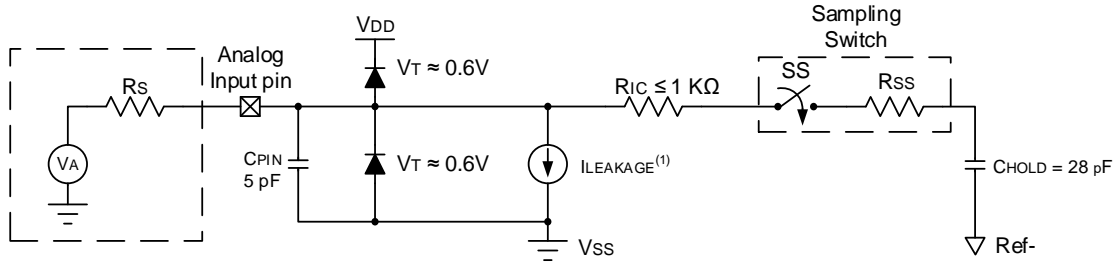 Sampling
Switch
VDD
Analog
Input pin
VT ≈ 0.6V
RS
RIC ≤ 1 KΩ
SS
RSS
VA
CPIN
5 pF
VT ≈ 0.6V
ILEAKAGE(1)
CHOLD = 28 pF
VSS
Ref-